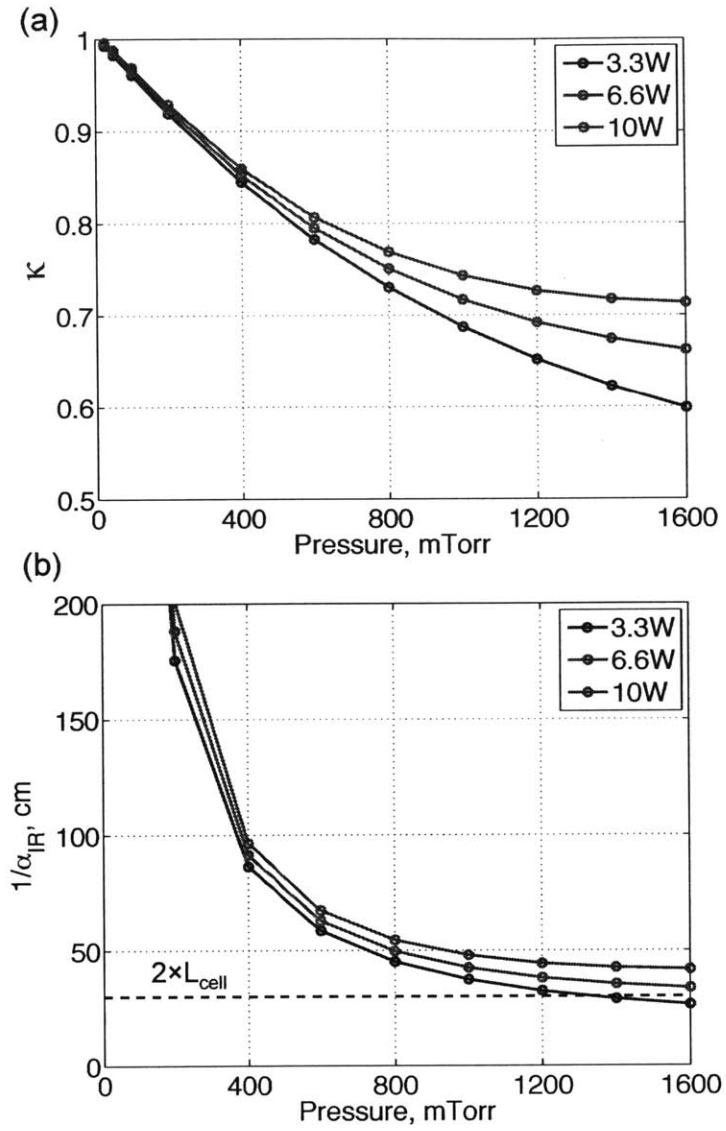 (a)
1
0.9
0.8
0.7
0.6
0.5
κ
3.3W
6.6W
10W
0
400
800
1200
1600
Pressure, mTorr
(b)
200
150
100
50
0
1/α_IR, cm
3.3W
6.6W
10W
2×L_cell
0
400
800
1200
1600
Pressure, mTorr